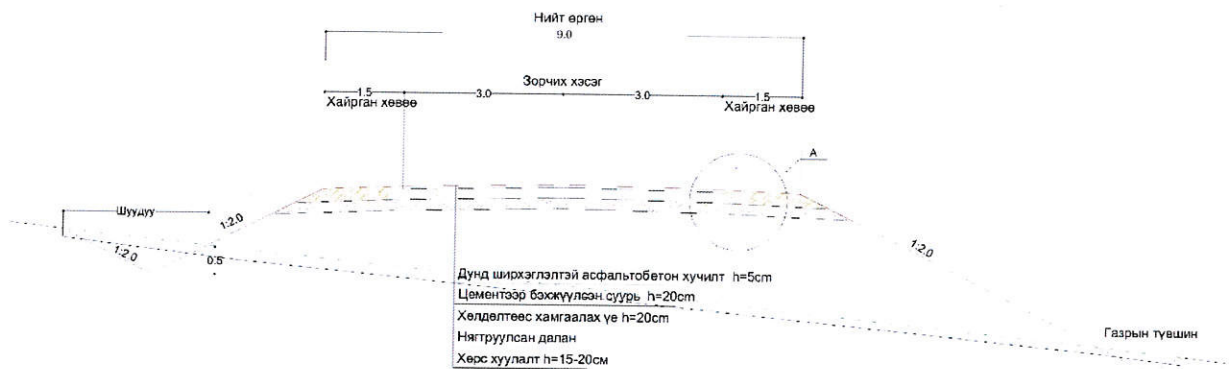 Нийт өргөн
9.0
Зорчих хэсэг
1.5 3.0 3.0 1.5
Хайрган хөвөө Хайрган хөвөө
А
Шуудуу
1:2.0
1:2.0
0.5
1:2.0
Дунд ширхэглэлтэй асфальтобетон хучилт h=5cm
Цементээр бэхжүүлсэн суурь h=20cm
Хөлдөлтөөс хамгаалах үе h=20cm
Нягтруулсан далан
Хөрс хуулалт h=15-20см
Газрын түвшин